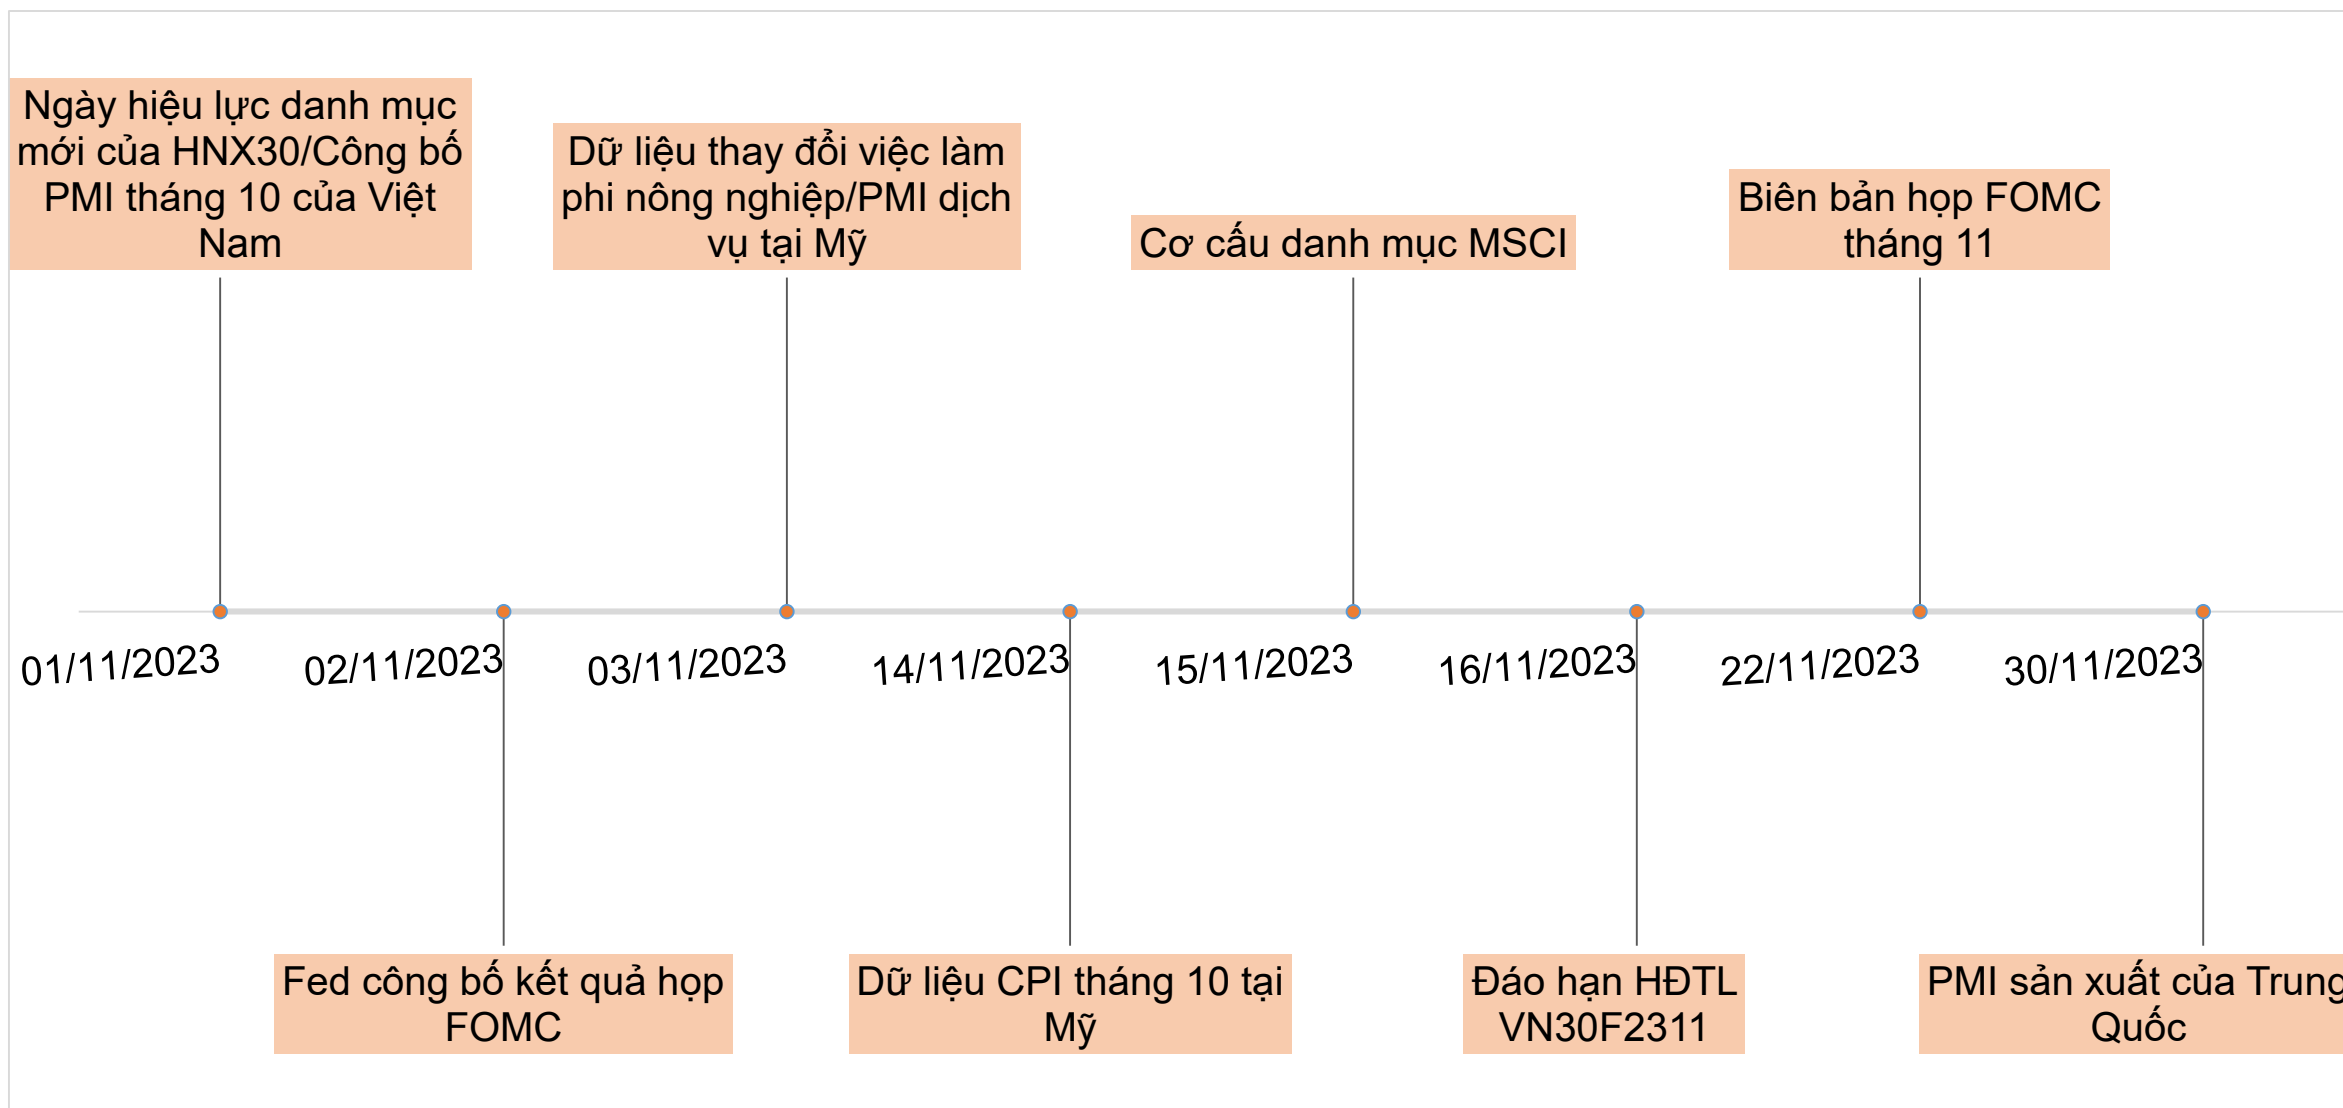 Ngày hiệu lực danh mục
mới của HNX30/Công bố
PMI tháng 10 của Việt
Nam
Dữ liệu thay đổi việc làm
phi nông nghiệp/PMI dịch
vụ tại Mỹ
Cơ cấu danh mục MSCI
Biên bản họp FOMC
tháng 11
01/11/2023
02/11/2023
03/11/2023
14/11/2023
15/11/2023
16/11/2023
22/11/2023
30/11/2023
Fed công bố kết quả họp
FOMC
Dữ liệu CPI tháng 10 tại
Mỹ
Đáo hạn HĐTL
VN30F2311
PMI sản xuất của Trung
Quốc